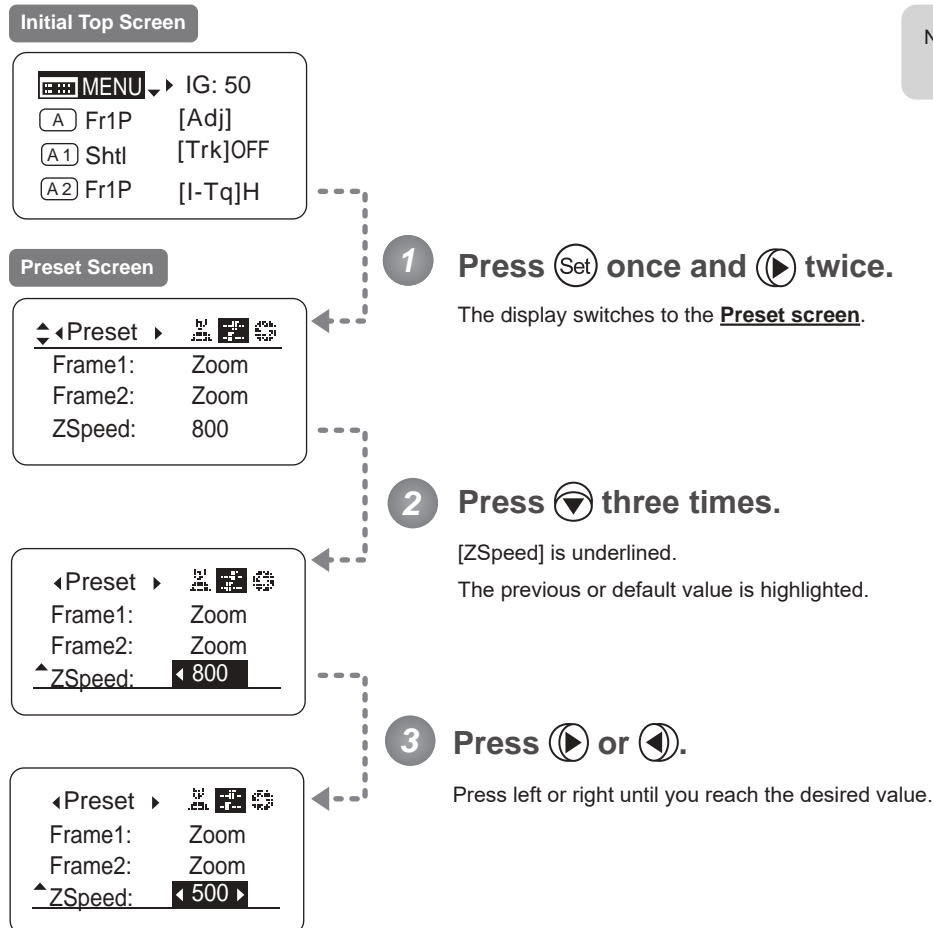 Initial Top Screen
MENU IG: 50
A Fr1P [Adj]
A1 Shtl [Trk]OFF
A2 Fr1P [I-Tq]H
1 Press Set once and ▶ twice.
The display switches to the Preset screen.
Preset Screen
Preset
Frame1: Zoom
Frame2: Zoom
ZSpeed: 800
2 Press ▼ three times.
[ZSpeed] is underlined.
The previous or default value is highlighted.
Preset
Frame1: Zoom
Frame2: Zoom
ZSpeed: 800
3 Press ▶ or ◀.
Press left or right until you reach the desired value.
Preset
Frame1: Zoom
Frame2: Zoom
ZSpeed: 500